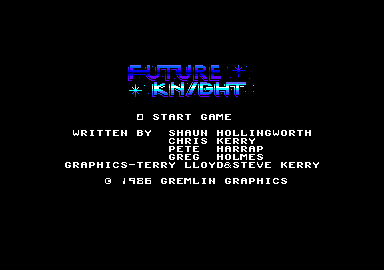 FUTURE
KNIGHT
0 START GAME
WRITTEN BY SHAUN HOLLINGWORTH
CHRIS KERRY
PETE HARRAP
GREG HOLMES
GRAPHICS-TERRY LLOYD&STEVE KERRY
© 1986 GREMLIN GRAPHICS